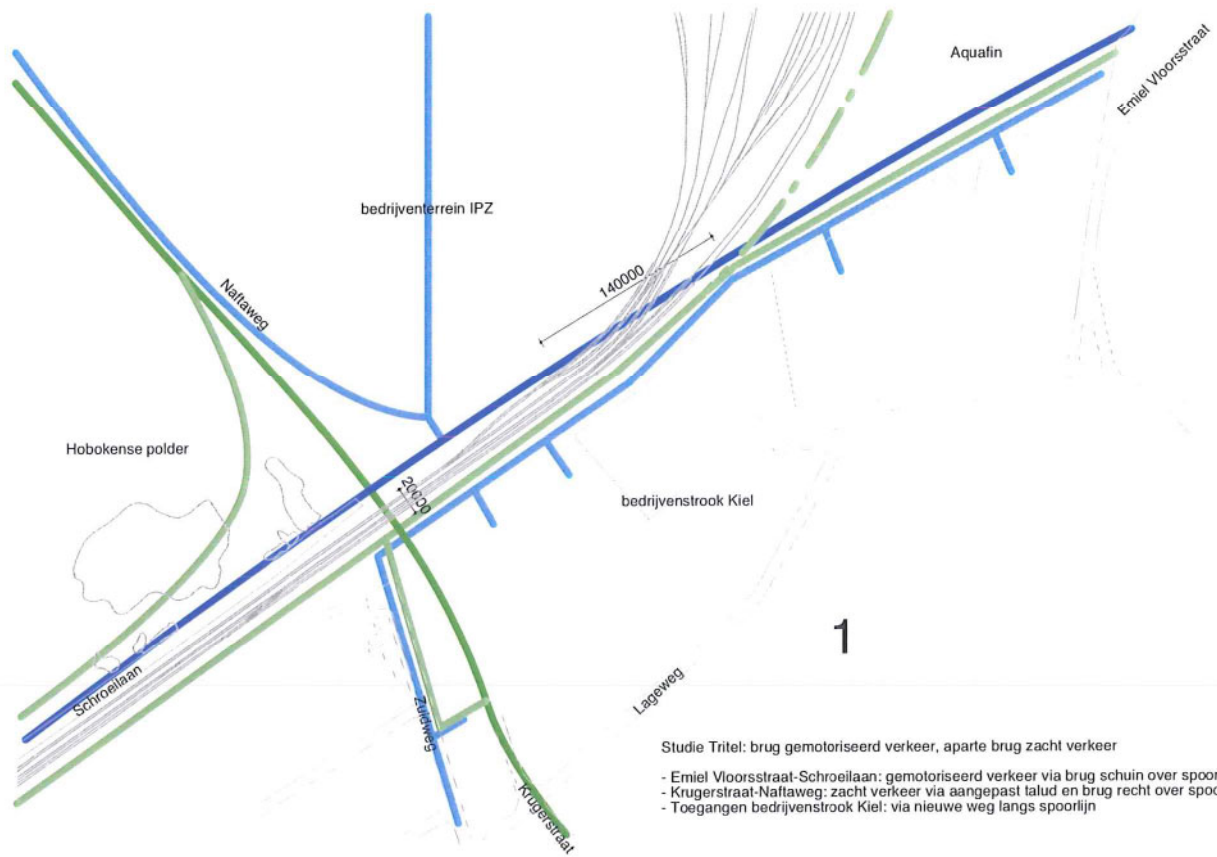 Aquafin
Emiel Vloorsstraat
bedrijventerrein IPZ
140000
Naftaweg
Hobokense polder
20000
bedrijvenstrook Kiel
1
Schroeilaan
Zuidweg
Lageweg
Krugerstraat
Studie Tritel: brug gemotoriseerd verkeer, aparte brug zacht verkeer
- Emiel Vloorsstraat-Schroeilaan: gemotoriseerd verkeer via brug schuin over spoor
- Krugerstraat-Naftaweg: zacht verkeer via aangepast talud en brug recht over spoo
- Toegangen bedrijvenstrook Kiel: via nieuwe weg langs spoorlijn